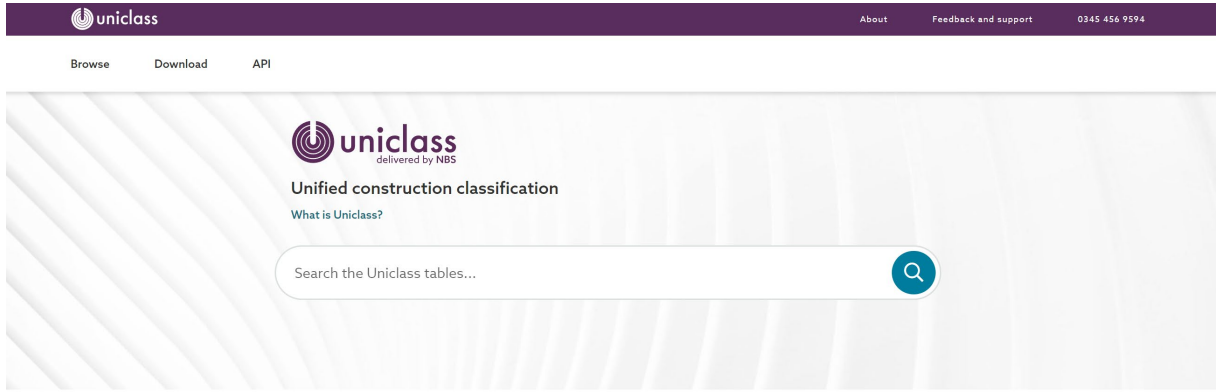 uniclass
About Feedback and support 0345 456 9594
Browse Download API
uniclass
delivered by NBS
Unified construction classification
What is Uniclass?
Search the Uniclass tables...